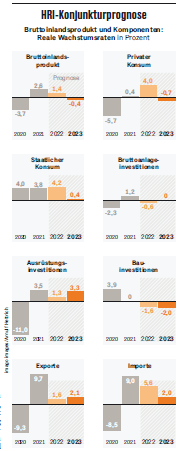 HRI-Konjunkturprognose
Bruttoinlandsprodukt und Komponenten:
Reale Wachstumsraten in Prozent
Bruttoinlands-
produkt
Prognose
-3,7
2,6
1,4
-0,4
2020 2021 2022 2023
Privater
Konsum
-5,7
0,4
4,0
-0,7
2020 2021 2022 2023
Staatlicher
Konsum
4,0
3,8
4,2
0,4
2020 2021 2022 2023
Bruttoanlage-
investitionen
-2,3
1,2
-0,6
0
2020 2021 2022 2023
Ausrüstungs-
investitionen
-11,0
3,5
1,3
3,3
2020 2021 2022 2023
Bau-
investitionen
3,9
0
-1,6
-2,0
2020 2021 2022 2023
Exporte
-9,3
9,7
1,6
2,1
2020 2021 2022 2023
Importe
-8,5
9,0
5,6
2,0
2020 2021 2022 2023